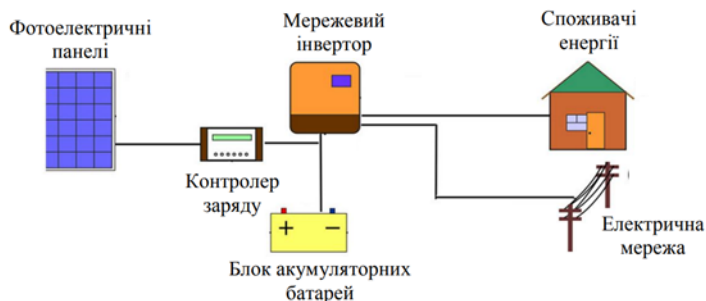 Фотоелектричні
панелі
Мережевий
інвертор
Споживачі
енергії
Контролер
заряду
+ −
Блок акумуляторних
батарей
Електрична
мережа